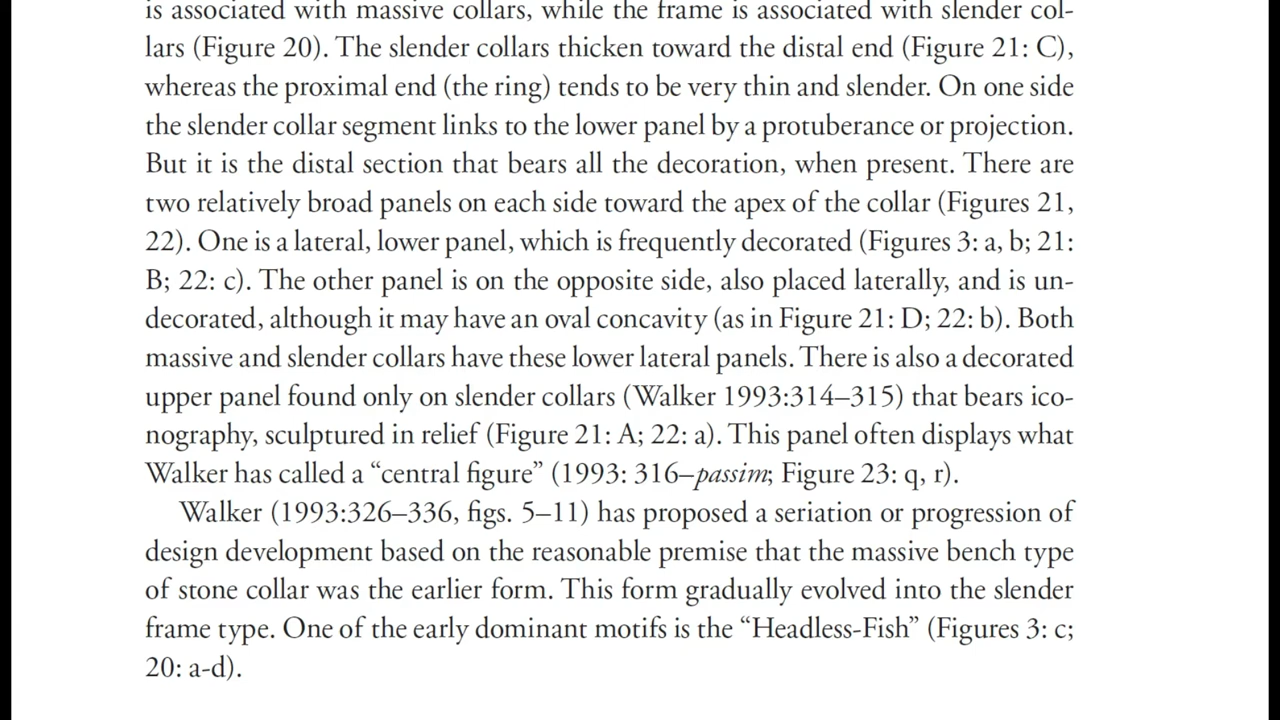 is associated with massive collars, while the frame is associated with slender col-
lars (Figure 20). The slender collars thicken toward the distal end (Figure 21: C),
whereas the proximal end (the ring) tends to be very thin and slender. On one side
the slender collar segment links to the lower panel by a protuberance or projection.
But it is the distal section that bears all the decoration, when present. There are
two relatively broad panels on each side toward the apex of the collar (Figures 21,
22). One is a lateral, lower panel, which is frequently decorated (Figures 3: a, b; 21:
B; 22: c). The other panel is on the opposite side, also placed laterally, and is un-
decorated, although it may have an oval concavity (as in Figure 21: D; 22: b). Both
massive and slender collars have these lower lateral panels. There is also a decorated
upper panel found only on slender collars (Walker 1993:314–315) that bears ico-
nography, sculptured in relief (Figure 21: A; 22: a). This panel often displays what
Walker has called a “central figure” (1993: 316–passim; Figure 23: q, r).
Walker (1993:326–336, figs. 5–11) has proposed a seriation or progression of
design development based on the reasonable premise that the massive bench type
of stone collar was the earlier form. This form gradually evolved into the slender
frame type. One of the early dominant motifs is the “Headless-Fish” (Figures 3: c;
20: a-d).